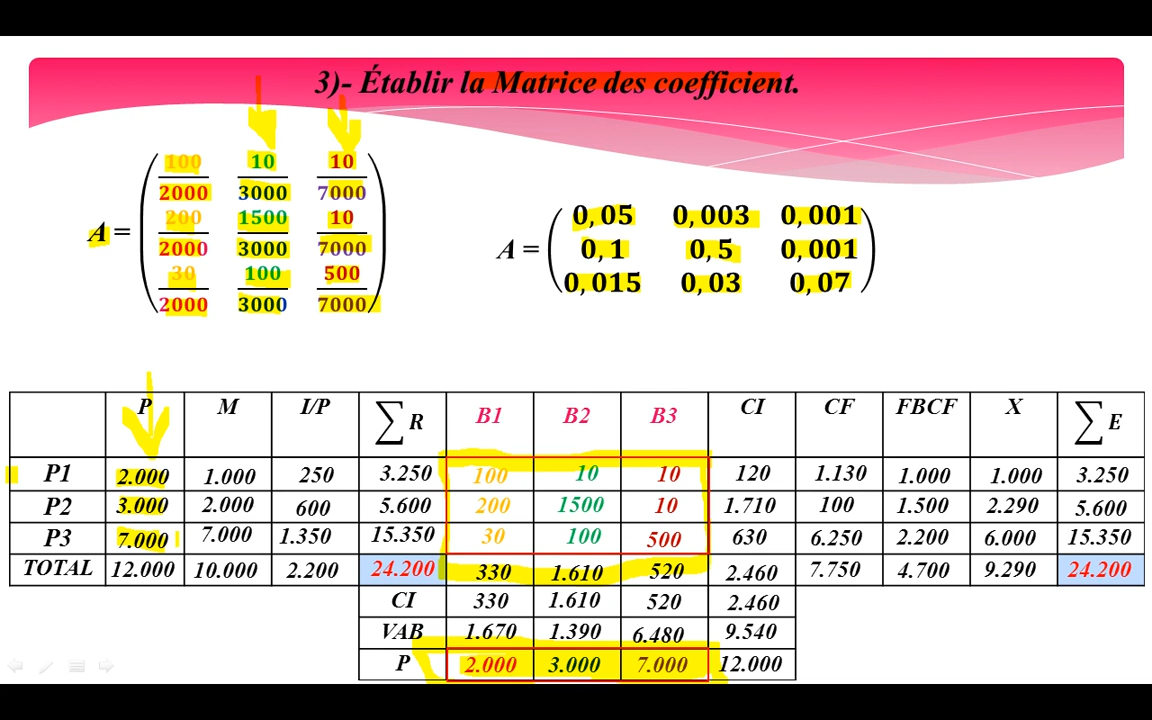 3)- Établir la Matrice des coefficient.
100 10 10
2000 3000 7000
200 1500 10
A = 2000 3000 7000
30 100 500
2000 3000 7000
0,05 0,003 0,001
A = 0,1 0,5 0,001
0,015 0,03 0,07
P M I/P ∑ R B1 B2 B3 CI CF FBCF X ∑ E
P1 2.000 1.000 250 3.250 100 10 10 120 1.130 1.000 1.000 3.250
P2 3.000 2.000 600 5.600 200 1500 10 1.710 100 1.500 2.290 5.600
P3 7.000 7.000 1.350 15.350 30 100 500 630 6.250 2.200 6.000 15.350
TOTAL 12.000 10.000 2.200 24.200 330 1.610 520 2.460 7.750 4.700 9.290 24.200
CI 330 1.610 520 2.460
VAB 1.670 1.390 6.480 9.540
P 2.000 3.000 7.000 12.000